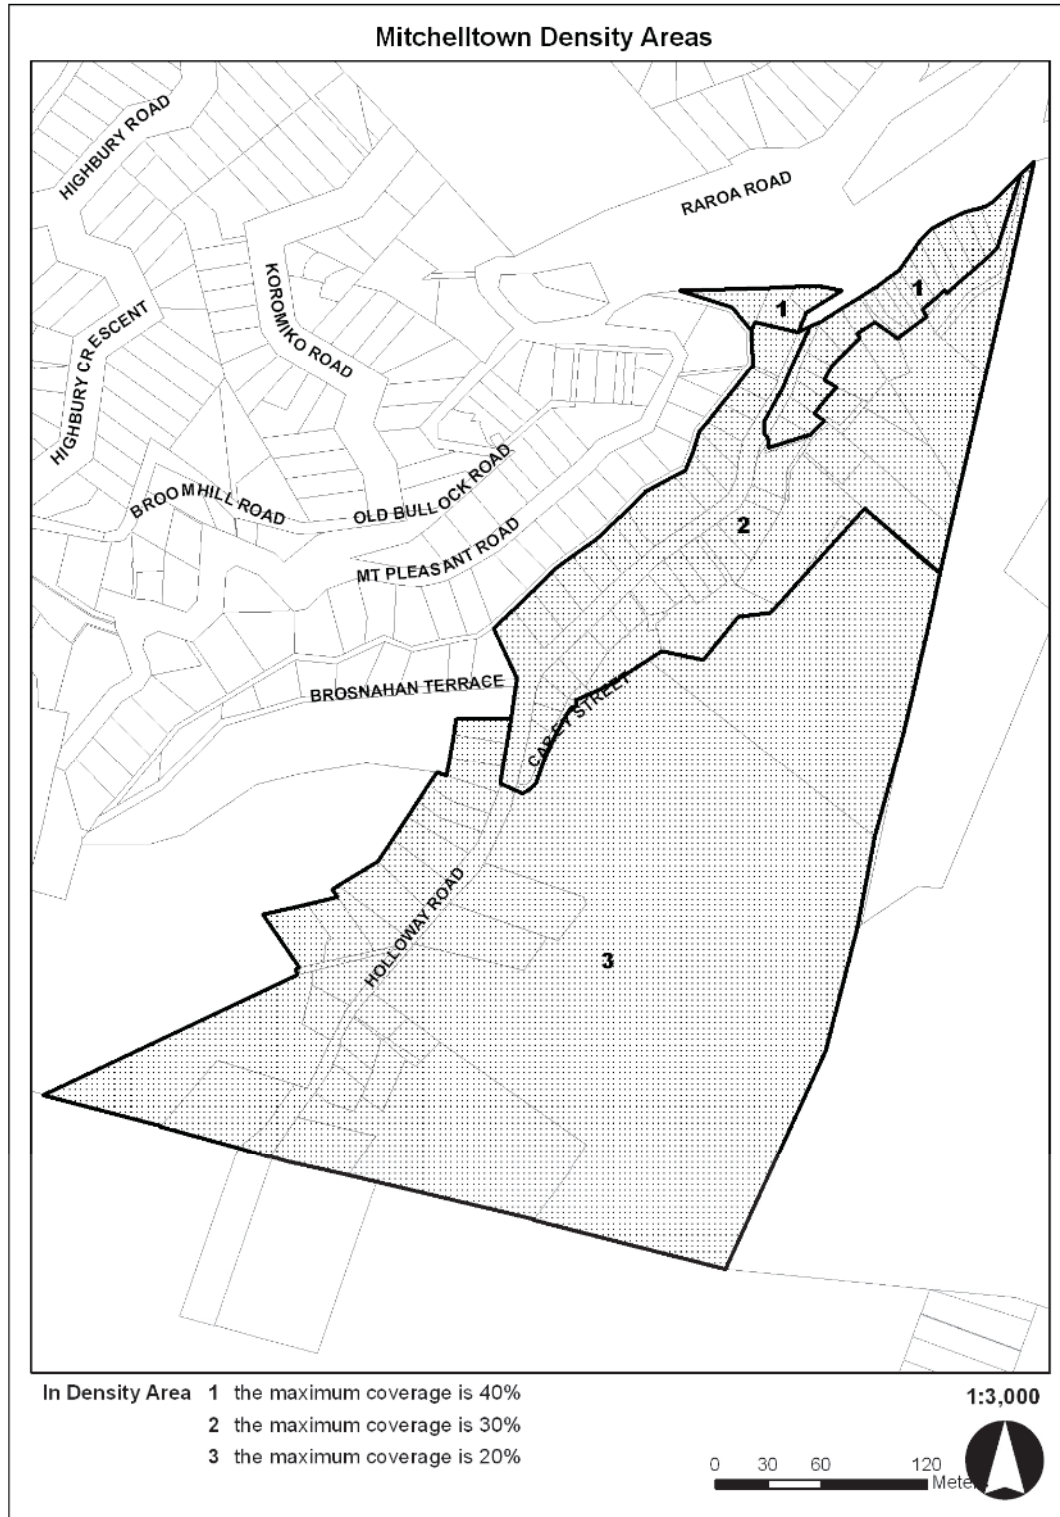 Mitchelltown Density Areas
HIGHBURY ROAD
RAROA ROAD
KOROMIKO ROAD
1
1
HIGHBURY CRESCENT
BROOMHILL ROAD
OLD BULLOCK ROAD
2
MT PLEASANT ROAD
BROSNAHAN TERRACE
CAREY STREET
HOLLOWAY ROAD
3
In Density Area 1 the maximum coverage is 40%
1:3,000
2 the maximum coverage is 30%
3 the maximum coverage is 20%
0 30 60 120